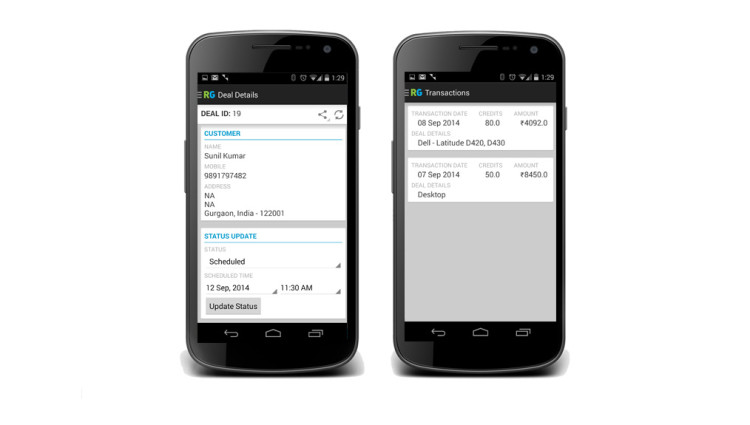 1:29
RG Deal Details
DEAL ID: 19
CUSTOMER
NAME
Sunil Kumar
MOBILE
9891797482
ADDRESS
NA
NA
Gurgaon, India - 122001
STATUS UPDATE
STATUS
Scheduled
SCHEDULED TIME
12 Sep, 2014 11:30 AM
Update Status
1:29
RG Transactions
TRANSACTION DATE CREDITS AMOUNT
08 Sep 2014 80.0 ₹4092.0
DEAL DETAILS
Dell - Latitude D420, D430
TRANSACTION DATE CREDITS AMOUNT
07 Sep 2014 50.0 ₹8450.0
DEAL DETAILS
Desktop